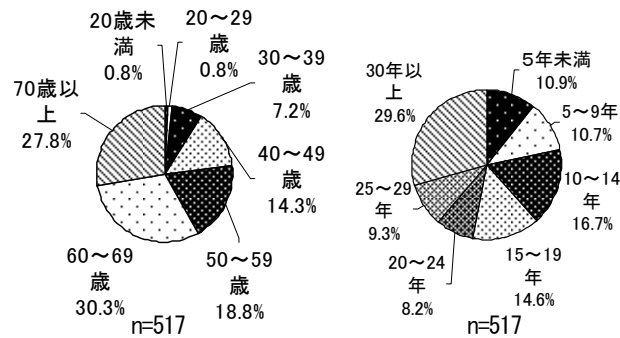 20歳未
満
0.8%
20～29
歳
0.8%
30～39
歳
7.2%
40～49
歳
14.3%
50～59
歳
18.8%
60～69
歳
30.3%
70歳以
上
27.8%
n=517
5年未満
10.9%
5～9年
10.7%
10～14
年
16.7%
15～19
年
14.6%
20～24
年
8.2%
25～29
年
9.3%
30年以
上
29.6%
n=517